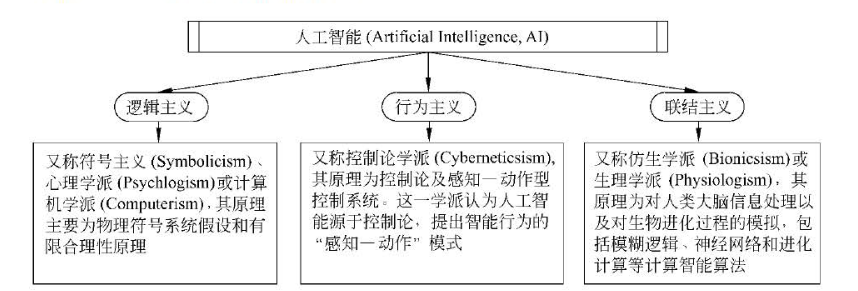 人工智能 (Artificial Intelligence, AI)
逻辑主义
行为主义
联结主义
又称符号主义 (Symbolicism)、
心理学派 (Psychlogism)或计算
机学派 (Computerism)，其原理
主要为物理符号系统假设和有
限合理性原理
又称控制论学派 (Cyberneticsism),
其原理为控制论及感知—动作型
控制系统。这一学派认为人工智
能源于控制论，提出智能行为的
“感知—动作”模式
又称仿生学派 (Bionicsism)或
生理学派 (Physiologism)，其
原理为对人类大脑信息处理以
及对生物进化过程的模拟，包
括模糊逻辑、神经网络和进化
计算等计算智能算法